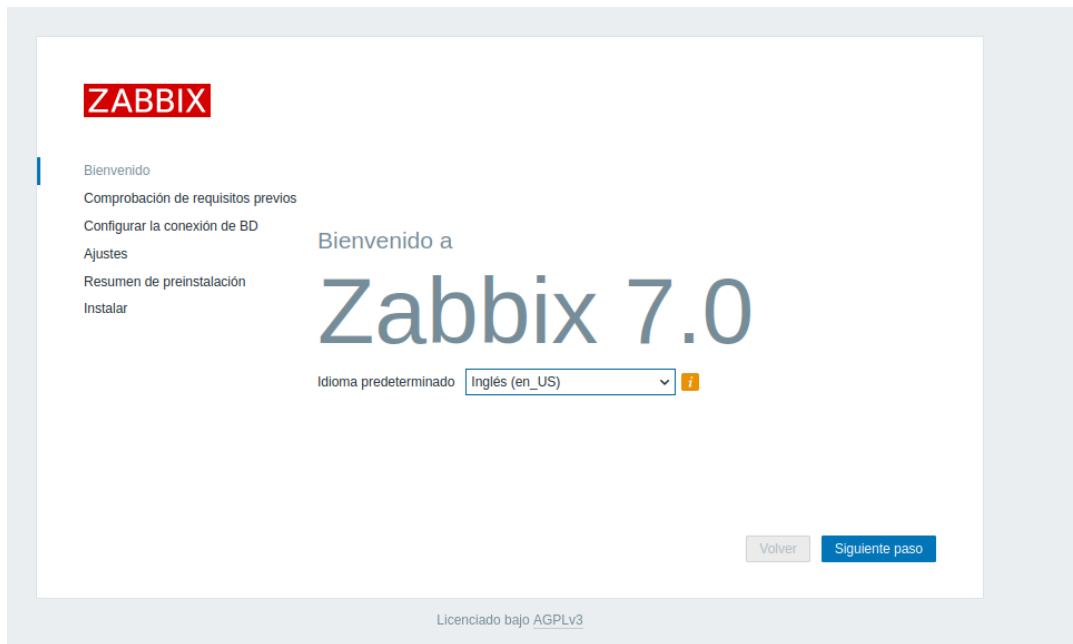 ZABBIX
Bienvenido
Comprobación de requisitos previos
Configurar la conexión de BD
Ajustes
Resumen de preinstalación
Instalar
Bienvenido a
Zabbix 7.0
Idioma predeterminado Inglés (en_US) i
Volver Siguiente paso
Licenciado bajo AGPLv3